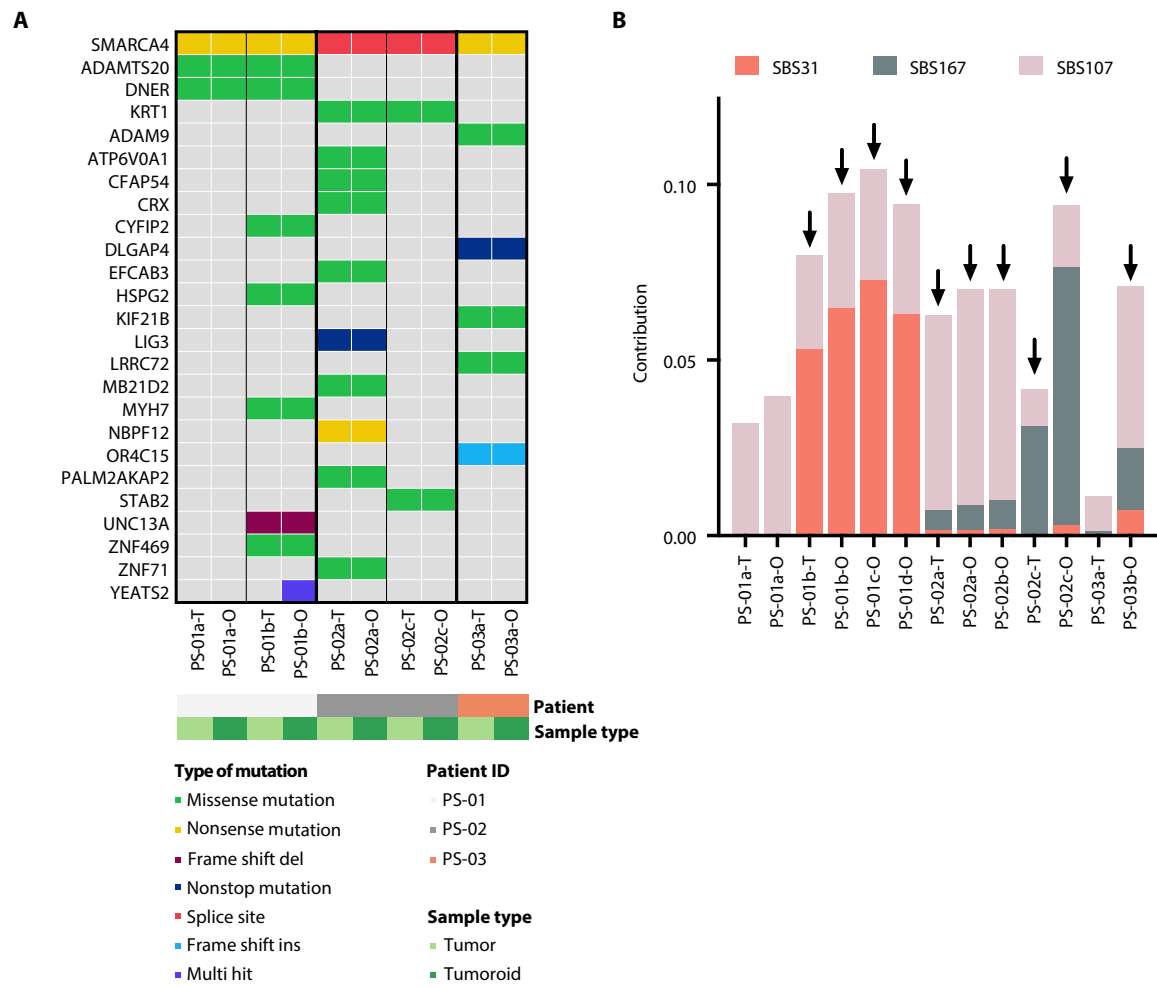 A
SMARCA4
ADAMTS20
DNER
KRT1
ADAM9
ATP6V0A1
CFAP54
CRX
CYFIP2
DLGAP4
EFCAB3
HSPG2
KIF21B
LIG3
LRRC72
MB21D2
MYH7
NBPF12
OR4C15
PALM2AKAP2
STAB2
UNC13A
ZNF469
ZNF71
YEATS2
PS-01a-T
PS-01a-O
PS-01b-T
PS-01b-O
PS-02a-T
PS-02a-O
PS-02c-T
PS-02c-O
PS-03a-T
PS-03a-O
Patient
Sample type
Type of mutation
Missense mutation
Nonsense mutation
Frame shift del
Nonstop mutation
Splice site
Frame shift ins
Multi hit
Patient ID
PS-01
PS-02
PS-03
Sample type
Tumor
Tumoroid
B
SBS31 SBS167 SBS107
Contribution
0.10
0.05
0.00
PS-01a-T
PS-01a-O
PS-01b-T
PS-01b-O
PS-01c-O
PS-01d-O
PS-02a-T
PS-02a-O
PS-02b-O
PS-02c-T
PS-02c-O
PS-03a-T
PS-03b-O